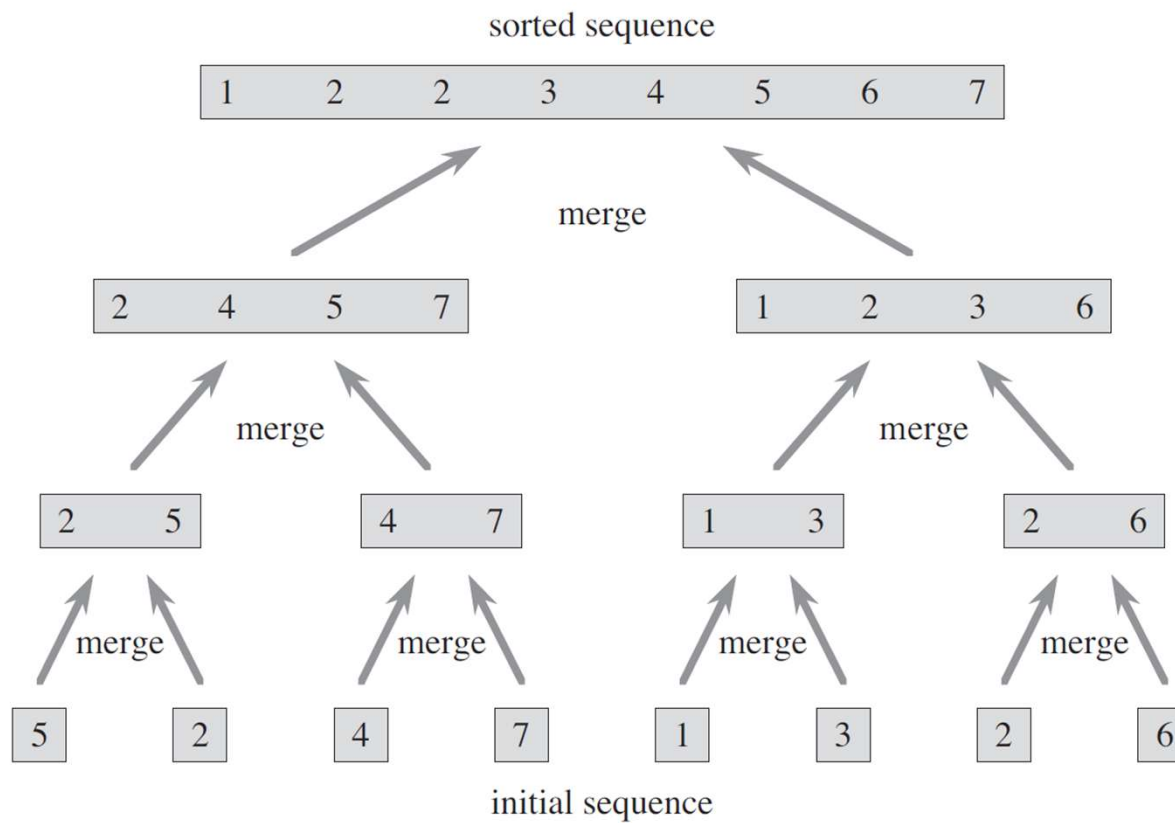 sorted sequence
1 2 2 3 4 5 6 7
merge
2 4 5 7 1 2 3 6
merge merge
2 5 4 7 1 3 2 6
merge merge merge merge
5 2 4 7 1 3 2 6
initial sequence